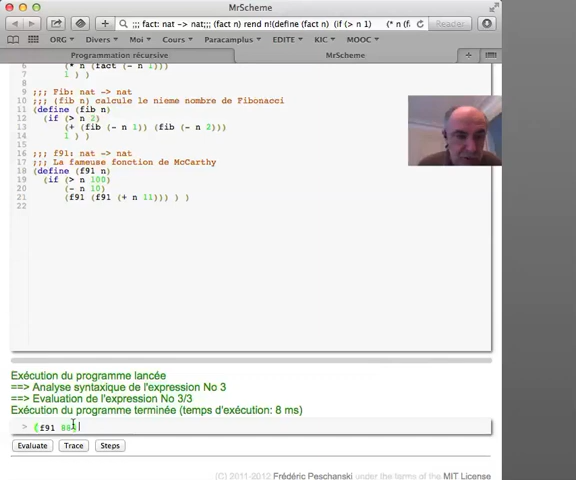 MrScheme
;;; fact: nat -> nat;;; (fact n) rend n!(define (fact n)  (if (> n 1)      (* n (f
Reader
ORG Divers Moi Cours Paracamplus EDITE KIC MOOC
Programmation récursive MrScheme
6 (* n (fact (- n 1)))
7 1 ) )
8
9 ;;; Fib: nat -> nat
10 ;;; (fib n) calcule le nieme nombre de Fibonacci
11 (define (fib n)
12 (if (> n 2)
13 (+ (fib (- n 1)) (fib (- n 2)))
14 1 ) )
15
16 ;;; f91: nat -> nat
17 ;;; La fameuse fonction de McCarthy
18 (define (f91 n)
19 (if (> n 100)
20 (- n 10)
21 (f91 (f91 (+ n 11))) ) )
22
Exécution du programme lancée
==> Analyse syntaxique de l'expression No 3
==> Evaluation de l'expression No 3/3
Exécution du programme terminée (temps d'exécution: 8 ms)
> (f91 88)
Evaluate Trace Steps
(C) 2011-2012 Frédéric Peschanski under the terms of the MIT License